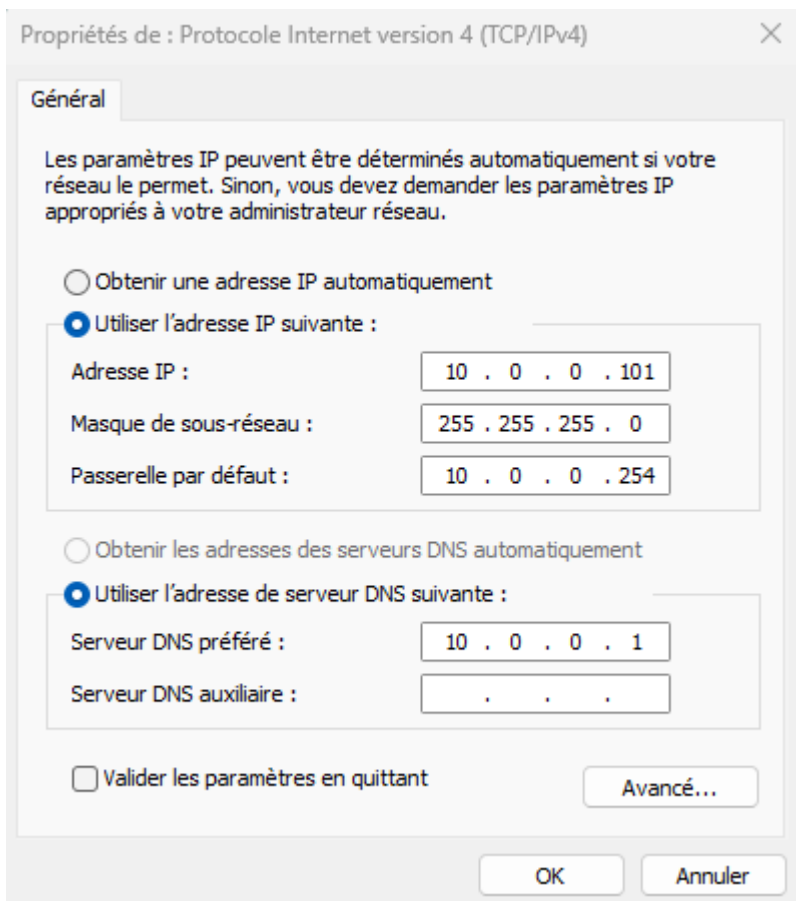 Propriétés de : Protocole Internet version 4 (TCP/IPv4)
Général
Les paramètres IP peuvent être déterminés automatiquement si votre
réseau le permet. Sinon, vous devez demander les paramètres IP
appropriés à votre administrateur réseau.
Obtenir une adresse IP automatiquement
Utiliser l’adresse IP suivante :
Adresse IP : 10 . 0 . 0 . 101
Masque de sous-réseau : 255 . 255 . 255 . 0
Passerelle par défaut : 10 . 0 . 0 . 254
Obtenir les adresses des serveurs DNS automatiquement
Utiliser l’adresse de serveur DNS suivante :
Serveur DNS préféré : 10 . 0 . 0 . 1
Serveur DNS auxiliaire : . . .
Valider les paramètres en quittant
Avancé...
OK Annuler